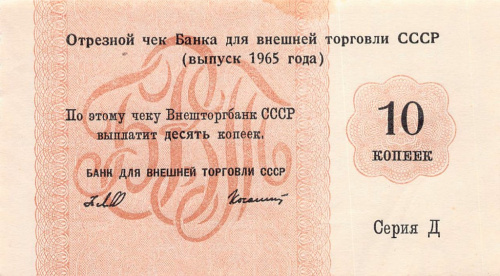 Отрезной чек Банка для внешней торговли СССР
(выпуск 1965 года)
По этому чеку Внешторгбанк СССР
выплатит десять копеек.
БАНК ДЛЯ ВНЕШНЕЙ ТОРГОВЛИ СССР
10
КОПЕЕК
Серия Д